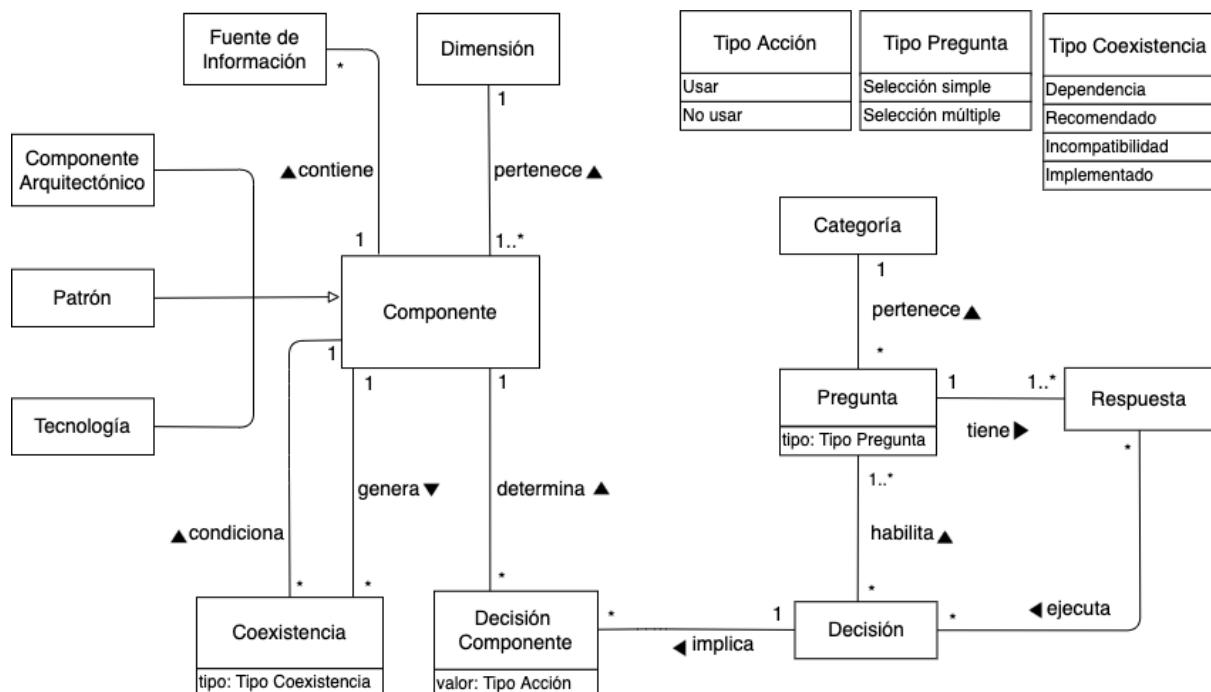 Fuente de
Información
*
Dimensión
1
Tipo Acción
Usar
No usar
Tipo Pregunta
Selección simple
Selección múltiple
Tipo Coexistencia
Dependencia
Recomendado
Incompatibilidad
Implementado
Componente
Arquitectónico
▲contiene
pertenece▲
1
1..*
Categoría
1
Patrón
Componente
pertenece▲
*
1
1
1
Pregunta
tipo: Tipo Pregunta
1
1..*
tiene▶
Respuesta
*
Tecnología
1..*
genera▼
determina ▲
▲condiciona
habilita▲
*
*
*
*
Coexistencia
tipo: Tipo Coexistencia
Decisión
Componente
valor: Tipo Acción
*
◀ implica
1
Decisión
*
◀ ejecuta